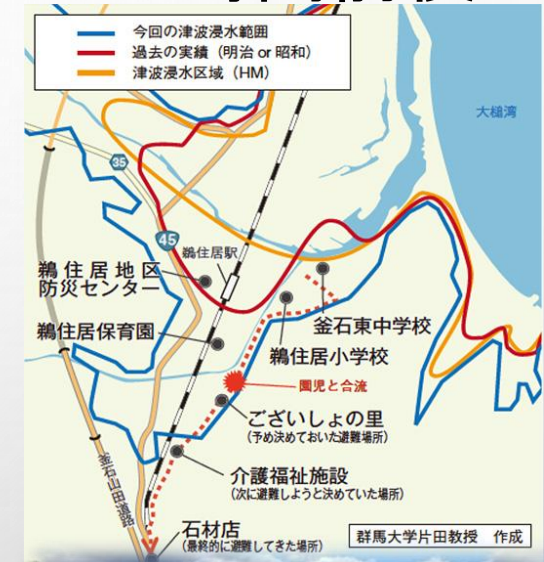 今回の津波浸水範囲
過去の実績（明治 or 昭和）
津波浸水区域（HM）
大槌湾
35
45
鵜住居駅
鵜住居地区
防災センター
釜石東中学校
鵜住居保育園
鵜住居小学校
園児と合流
ございしょの里
（予め決めておいた避難場所）
介護福祉施設
（次に避難しようと決めていた場所）
釜石山田道路
石材店
（最終的に避難してきた場所）
群馬大学片田教授　作成